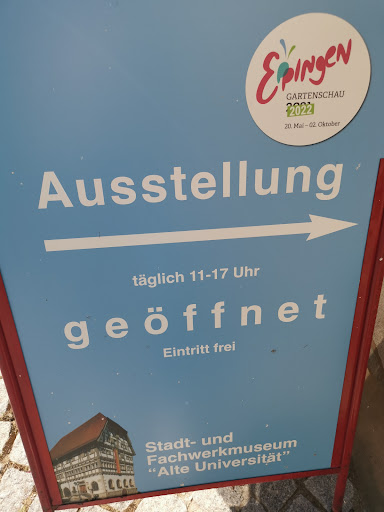 Eppingen
GARTENSCHAU
2021
2022
20. Mai – 02. Oktober
Ausstellung
täglich 11-17 Uhr
geöffnet
Eintritt frei
Stadt- und
Fachwerkmuseum
"Alte Universität"